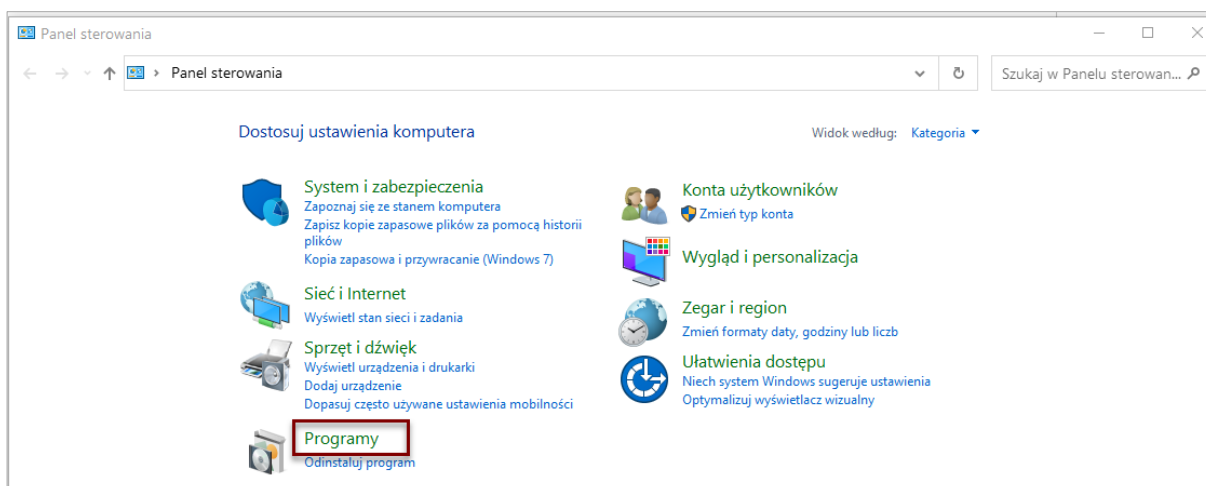 Panel sterowania
Panel sterowania
Szukaj w Panelu sterowan...
Dostosuj ustawienia komputera
Widok według: Kategoria
System i zabezpieczenia
Zapoznaj się ze stanem komputera
Zapisz kopie zapasowe plików za pomocą historii
plików
Kopia zapasowa i przywracanie (Windows 7)
Sieć i Internet
Wyświetl stan sieci i zadania
Sprzęt i dźwięk
Wyświetl urządzenia i drukarki
Dodaj urządzenie
Dopasuj często używane ustawienia mobilności
Programy
Odinstaluj program
Konta użytkowników
Zmień typ konta
Wygląd i personalizacja
Zegar i region
Zmień formaty daty, godziny lub liczb
Ułatwienia dostępu
Niech system Windows sugeruje ustawienia
Optymalizuj wyświetlacz wizualny